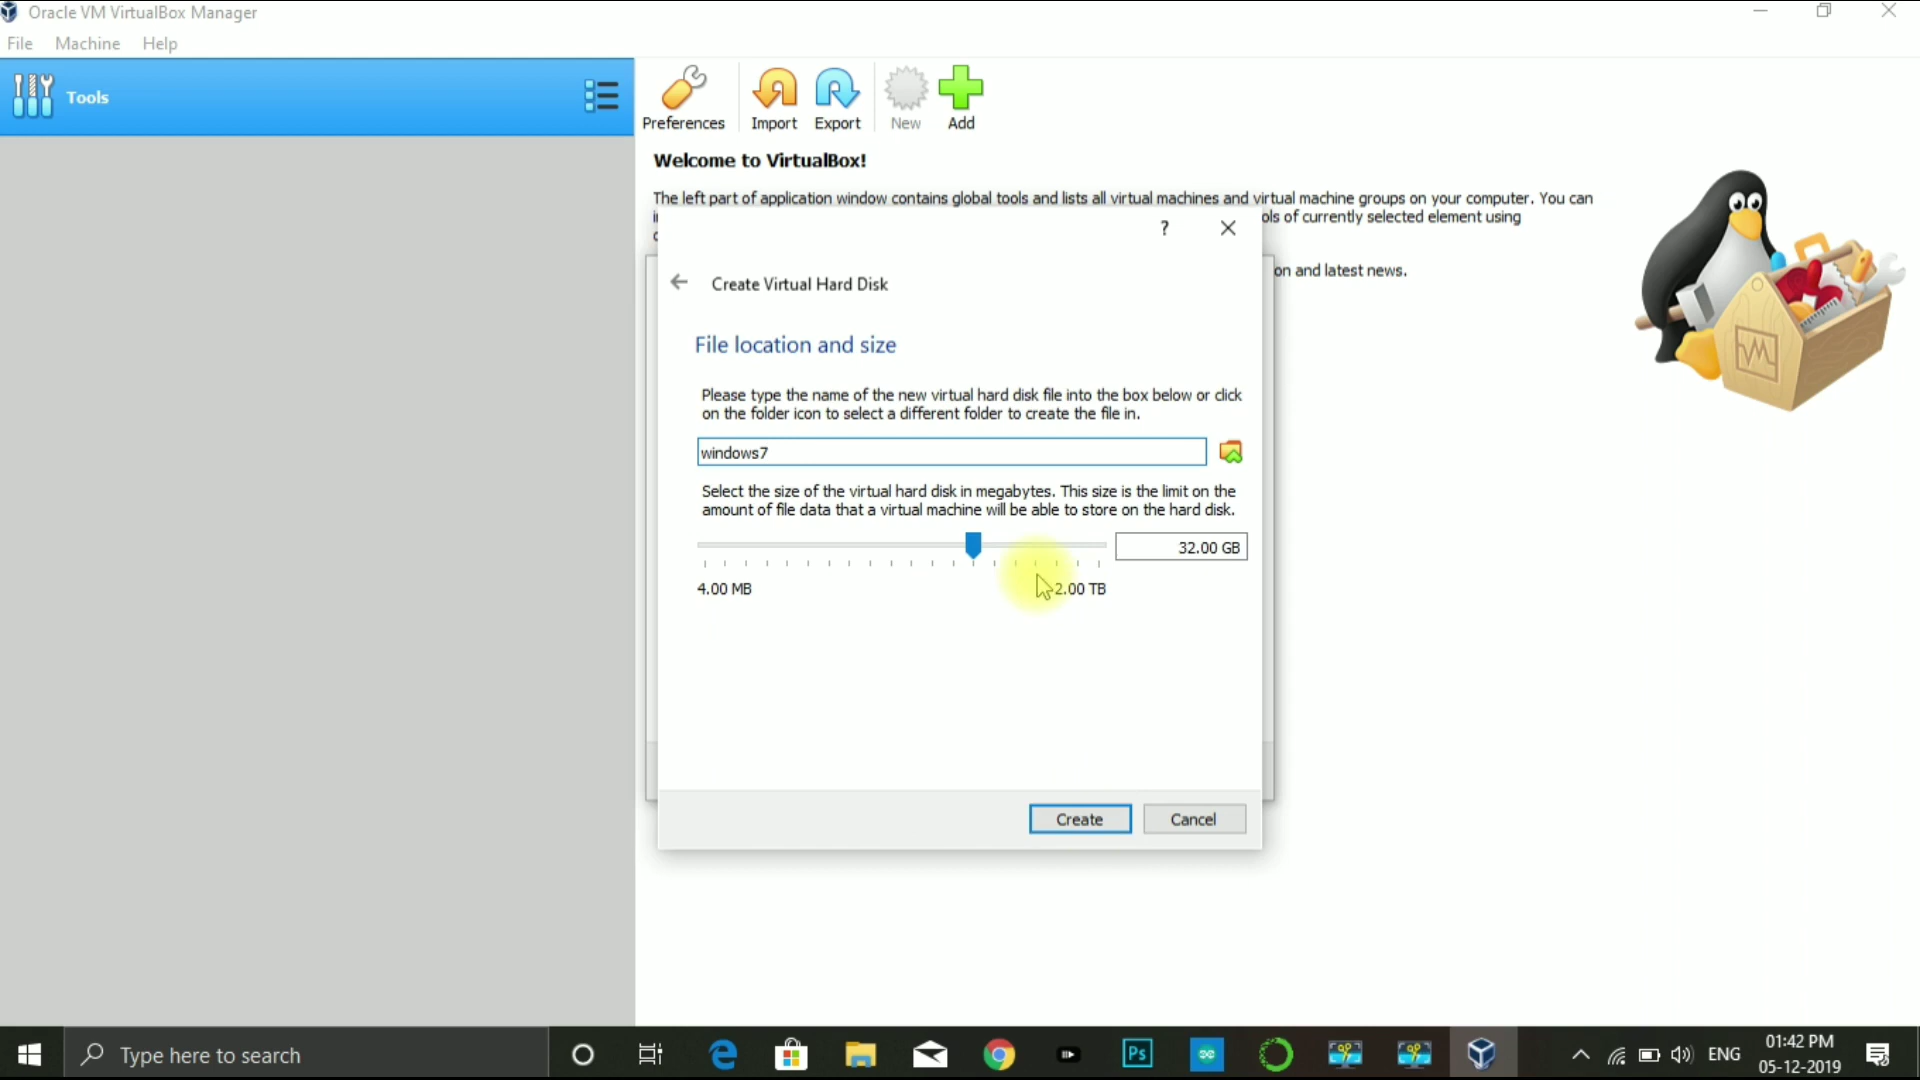 Oracle VM VirtualBox Manager
File Machine Help
Tools
Preferences Import Export New Add
Welcome to VirtualBox!
The left part of application window contains global tools and lists all virtual machines and virtual machine groups on your computer. You can
of currently selected element using
on and latest news.
?
Create Virtual Hard Disk
File location and size
Please type the name of the new virtual hard disk file into the box below or click
on the folder icon to select a different folder to create the file in.
windows7
Select the size of the virtual hard disk in megabytes. This size is the limit on the
amount of file data that a virtual machine will be able to store on the hard disk.
32.00 GB
4.00 MB 2.00 TB
Create Cancel
Type here to search
Ps
ENG
01:42 PM
05-12-2019